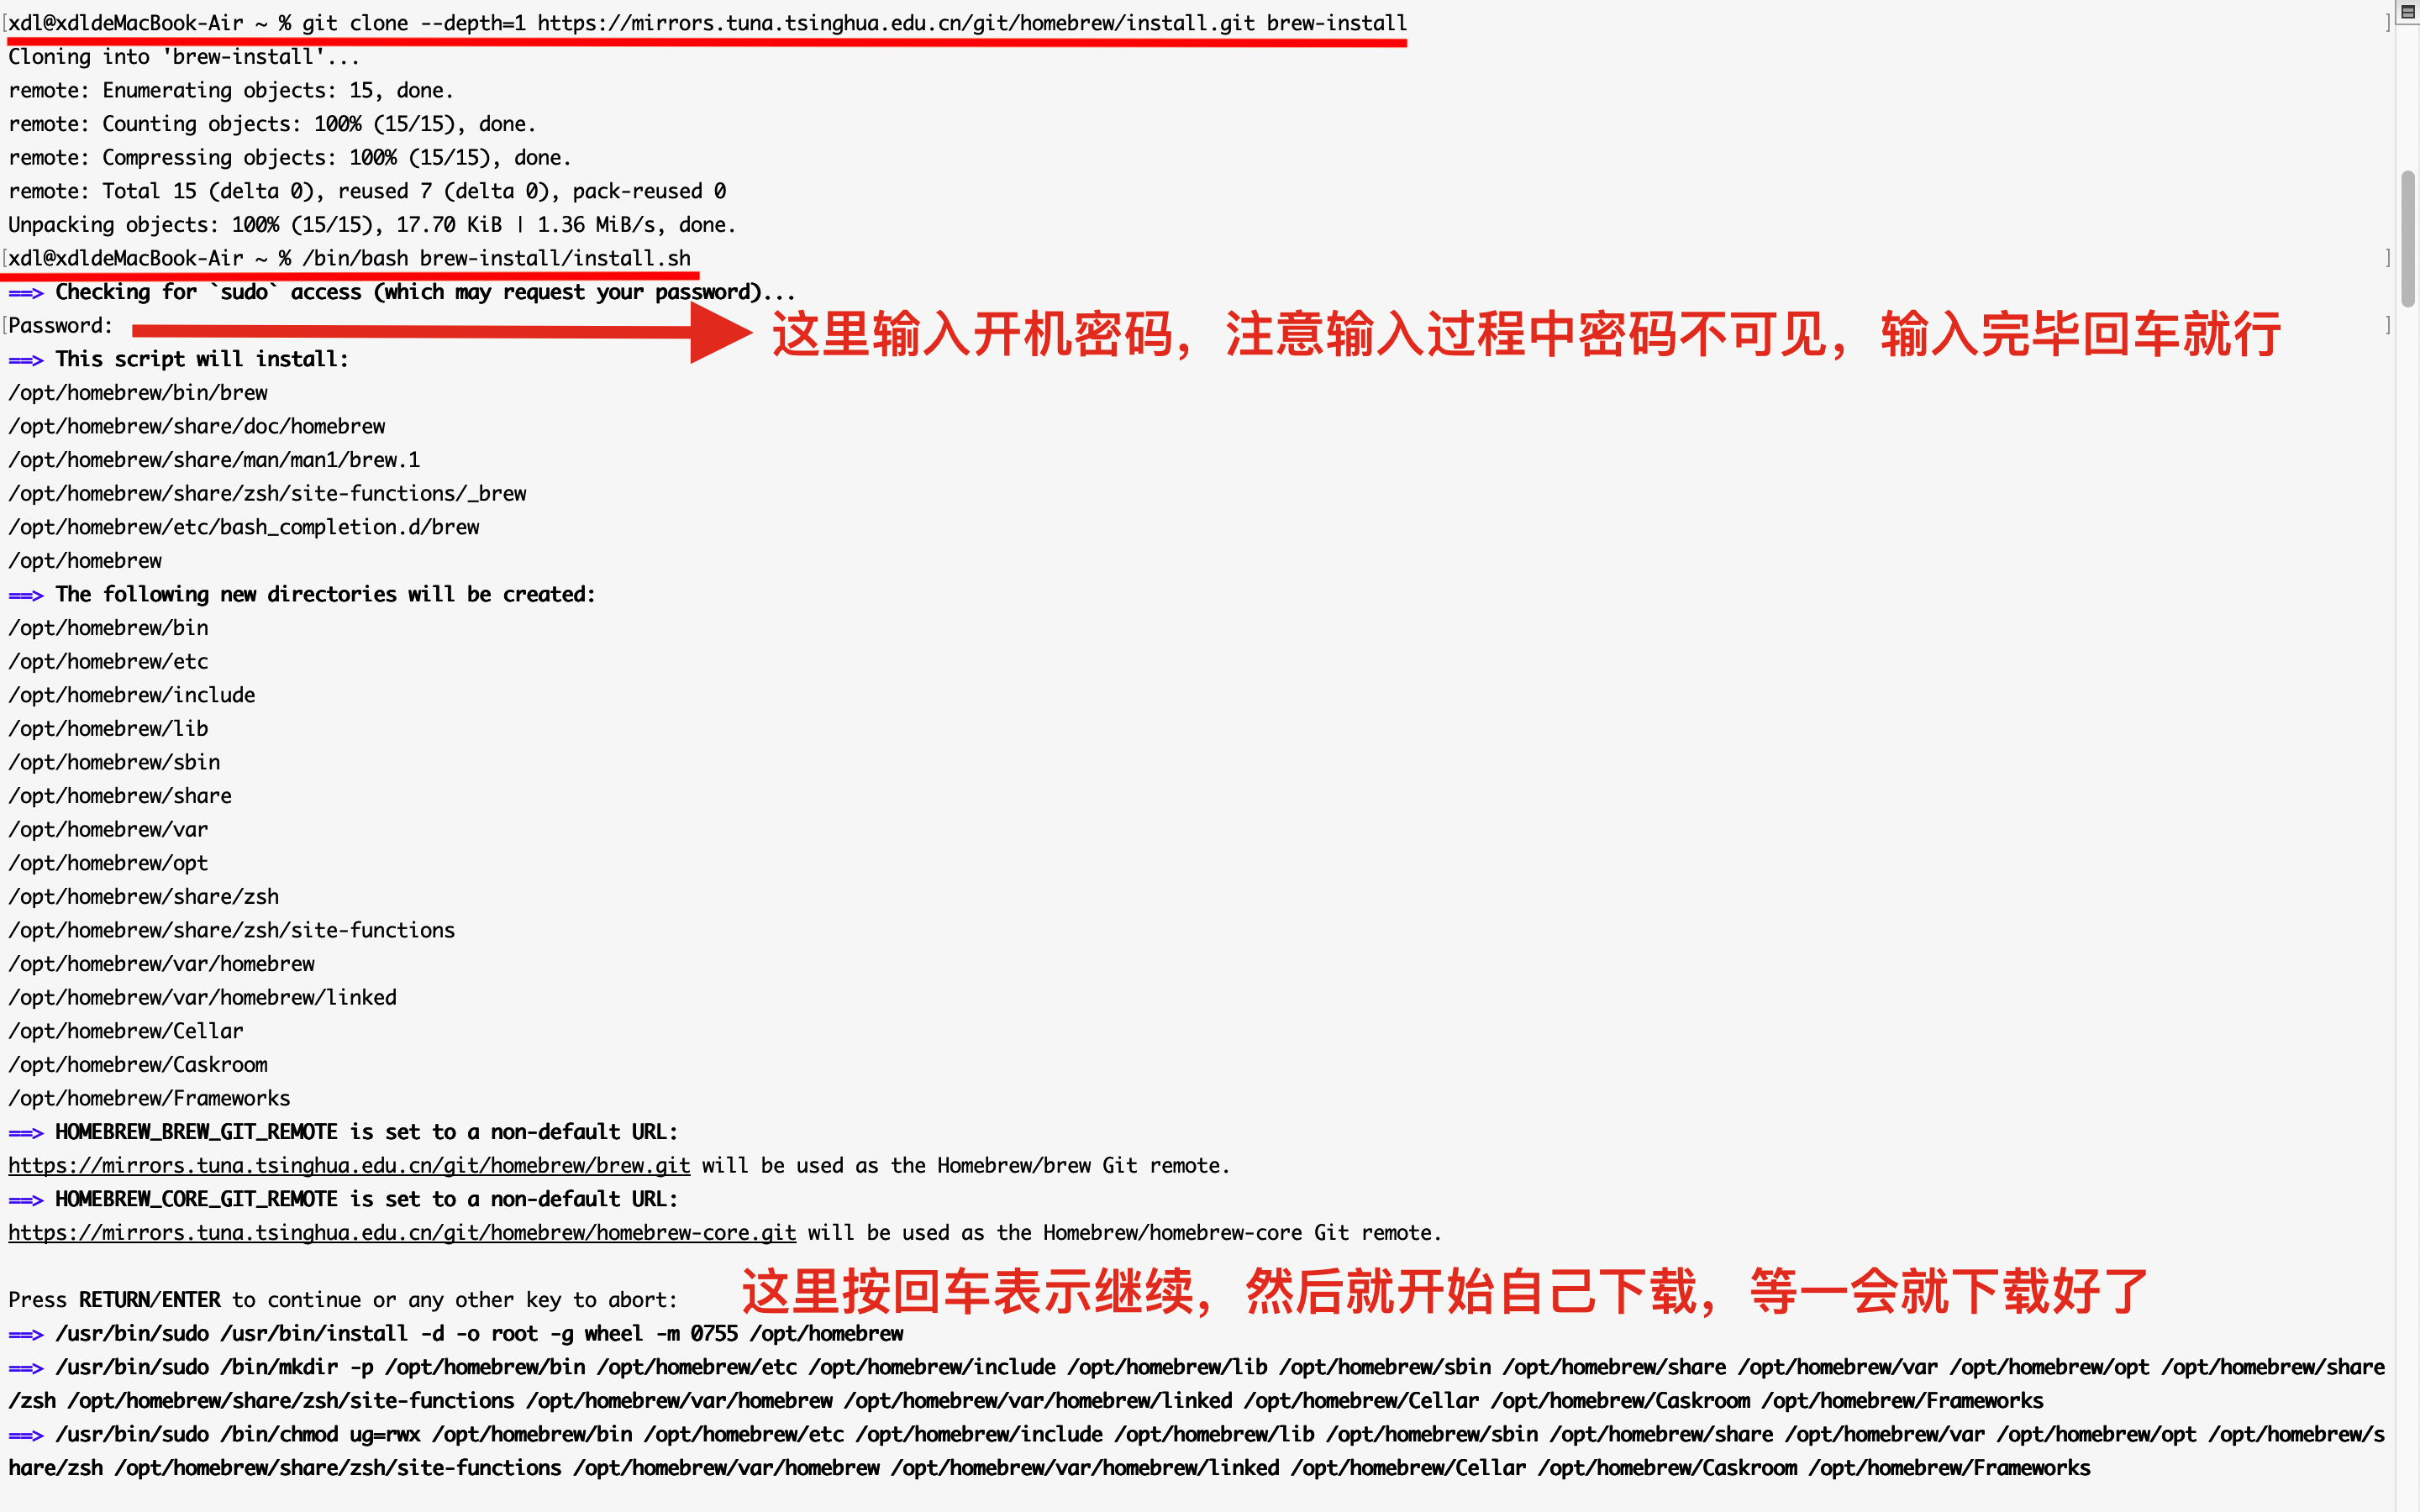 [xdl@xdldeMacBook-Air ~ % git clone --depth=1 https://mirrors.tuna.tsinghua.edu.cn/git/homebrew/install.git brew-install ]
Cloning into 'brew-install'...
remote: Enumerating objects: 15, done.
remote: Counting objects: 100% (15/15), done.
remote: Compressing objects: 100% (15/15), done.
remote: Total 15 (delta 0), reused 7 (delta 0), pack-reused 0
Unpacking objects: 100% (15/15), 17.70 KiB | 1.36 MiB/s, done.
[xdl@xdldeMacBook-Air ~ % /bin/bash brew-install/install.sh ]
==> Checking for `sudo` access (which may request your password)...
[Password: 这里输入开机密码，注意输入过程中密码不可见，输入完毕回车就行 ]
==> This script will install:
/opt/homebrew/bin/brew
/opt/homebrew/share/doc/homebrew
/opt/homebrew/share/man/man1/brew.1
/opt/homebrew/share/zsh/site-functions/_brew
/opt/homebrew/etc/bash_completion.d/brew
/opt/homebrew
==> The following new directories will be created:
/opt/homebrew/bin
/opt/homebrew/etc
/opt/homebrew/include
/opt/homebrew/lib
/opt/homebrew/sbin
/opt/homebrew/share
/opt/homebrew/var
/opt/homebrew/opt
/opt/homebrew/share/zsh
/opt/homebrew/share/zsh/site-functions
/opt/homebrew/var/homebrew
/opt/homebrew/var/homebrew/linked
/opt/homebrew/Cellar
/opt/homebrew/Caskroom
/opt/homebrew/Frameworks
==> HOMEBREW_BREW_GIT_REMOTE is set to a non-default URL:
https://mirrors.tuna.tsinghua.edu.cn/git/homebrew/brew.git will be used as the Homebrew/brew Git remote.
==> HOMEBREW_CORE_GIT_REMOTE is set to a non-default URL:
https://mirrors.tuna.tsinghua.edu.cn/git/homebrew/homebrew-core.git will be used as the Homebrew/homebrew-core Git remote.
Press RETURN/ENTER to continue or any other key to abort: 这里按回车表示继续，然后就开始自己下载，等一会就下载好了
==> /usr/bin/sudo /usr/bin/install -d -o root -g wheel -m 0755 /opt/homebrew
==> /usr/bin/sudo /bin/mkdir -p /opt/homebrew/bin /opt/homebrew/etc /opt/homebrew/include /opt/homebrew/lib /opt/homebrew/sbin /opt/homebrew/share /opt/homebrew/var /opt/homebrew/opt /opt/homebrew/share
/zsh /opt/homebrew/share/zsh/site-functions /opt/homebrew/var/homebrew /opt/homebrew/var/homebrew/linked /opt/homebrew/Cellar /opt/homebrew/Caskroom /opt/homebrew/Frameworks
==> /usr/bin/sudo /bin/chmod ug=rwx /opt/homebrew/bin /opt/homebrew/etc /opt/homebrew/include /opt/homebrew/lib /opt/homebrew/sbin /opt/homebrew/share /opt/homebrew/var /opt/homebrew/opt /opt/homebrew/s
hare/zsh /opt/homebrew/share/zsh/site-functions /opt/homebrew/var/homebrew /opt/homebrew/var/homebrew/linked /opt/homebrew/Cellar /opt/homebrew/Caskroom /opt/homebrew/Frameworks